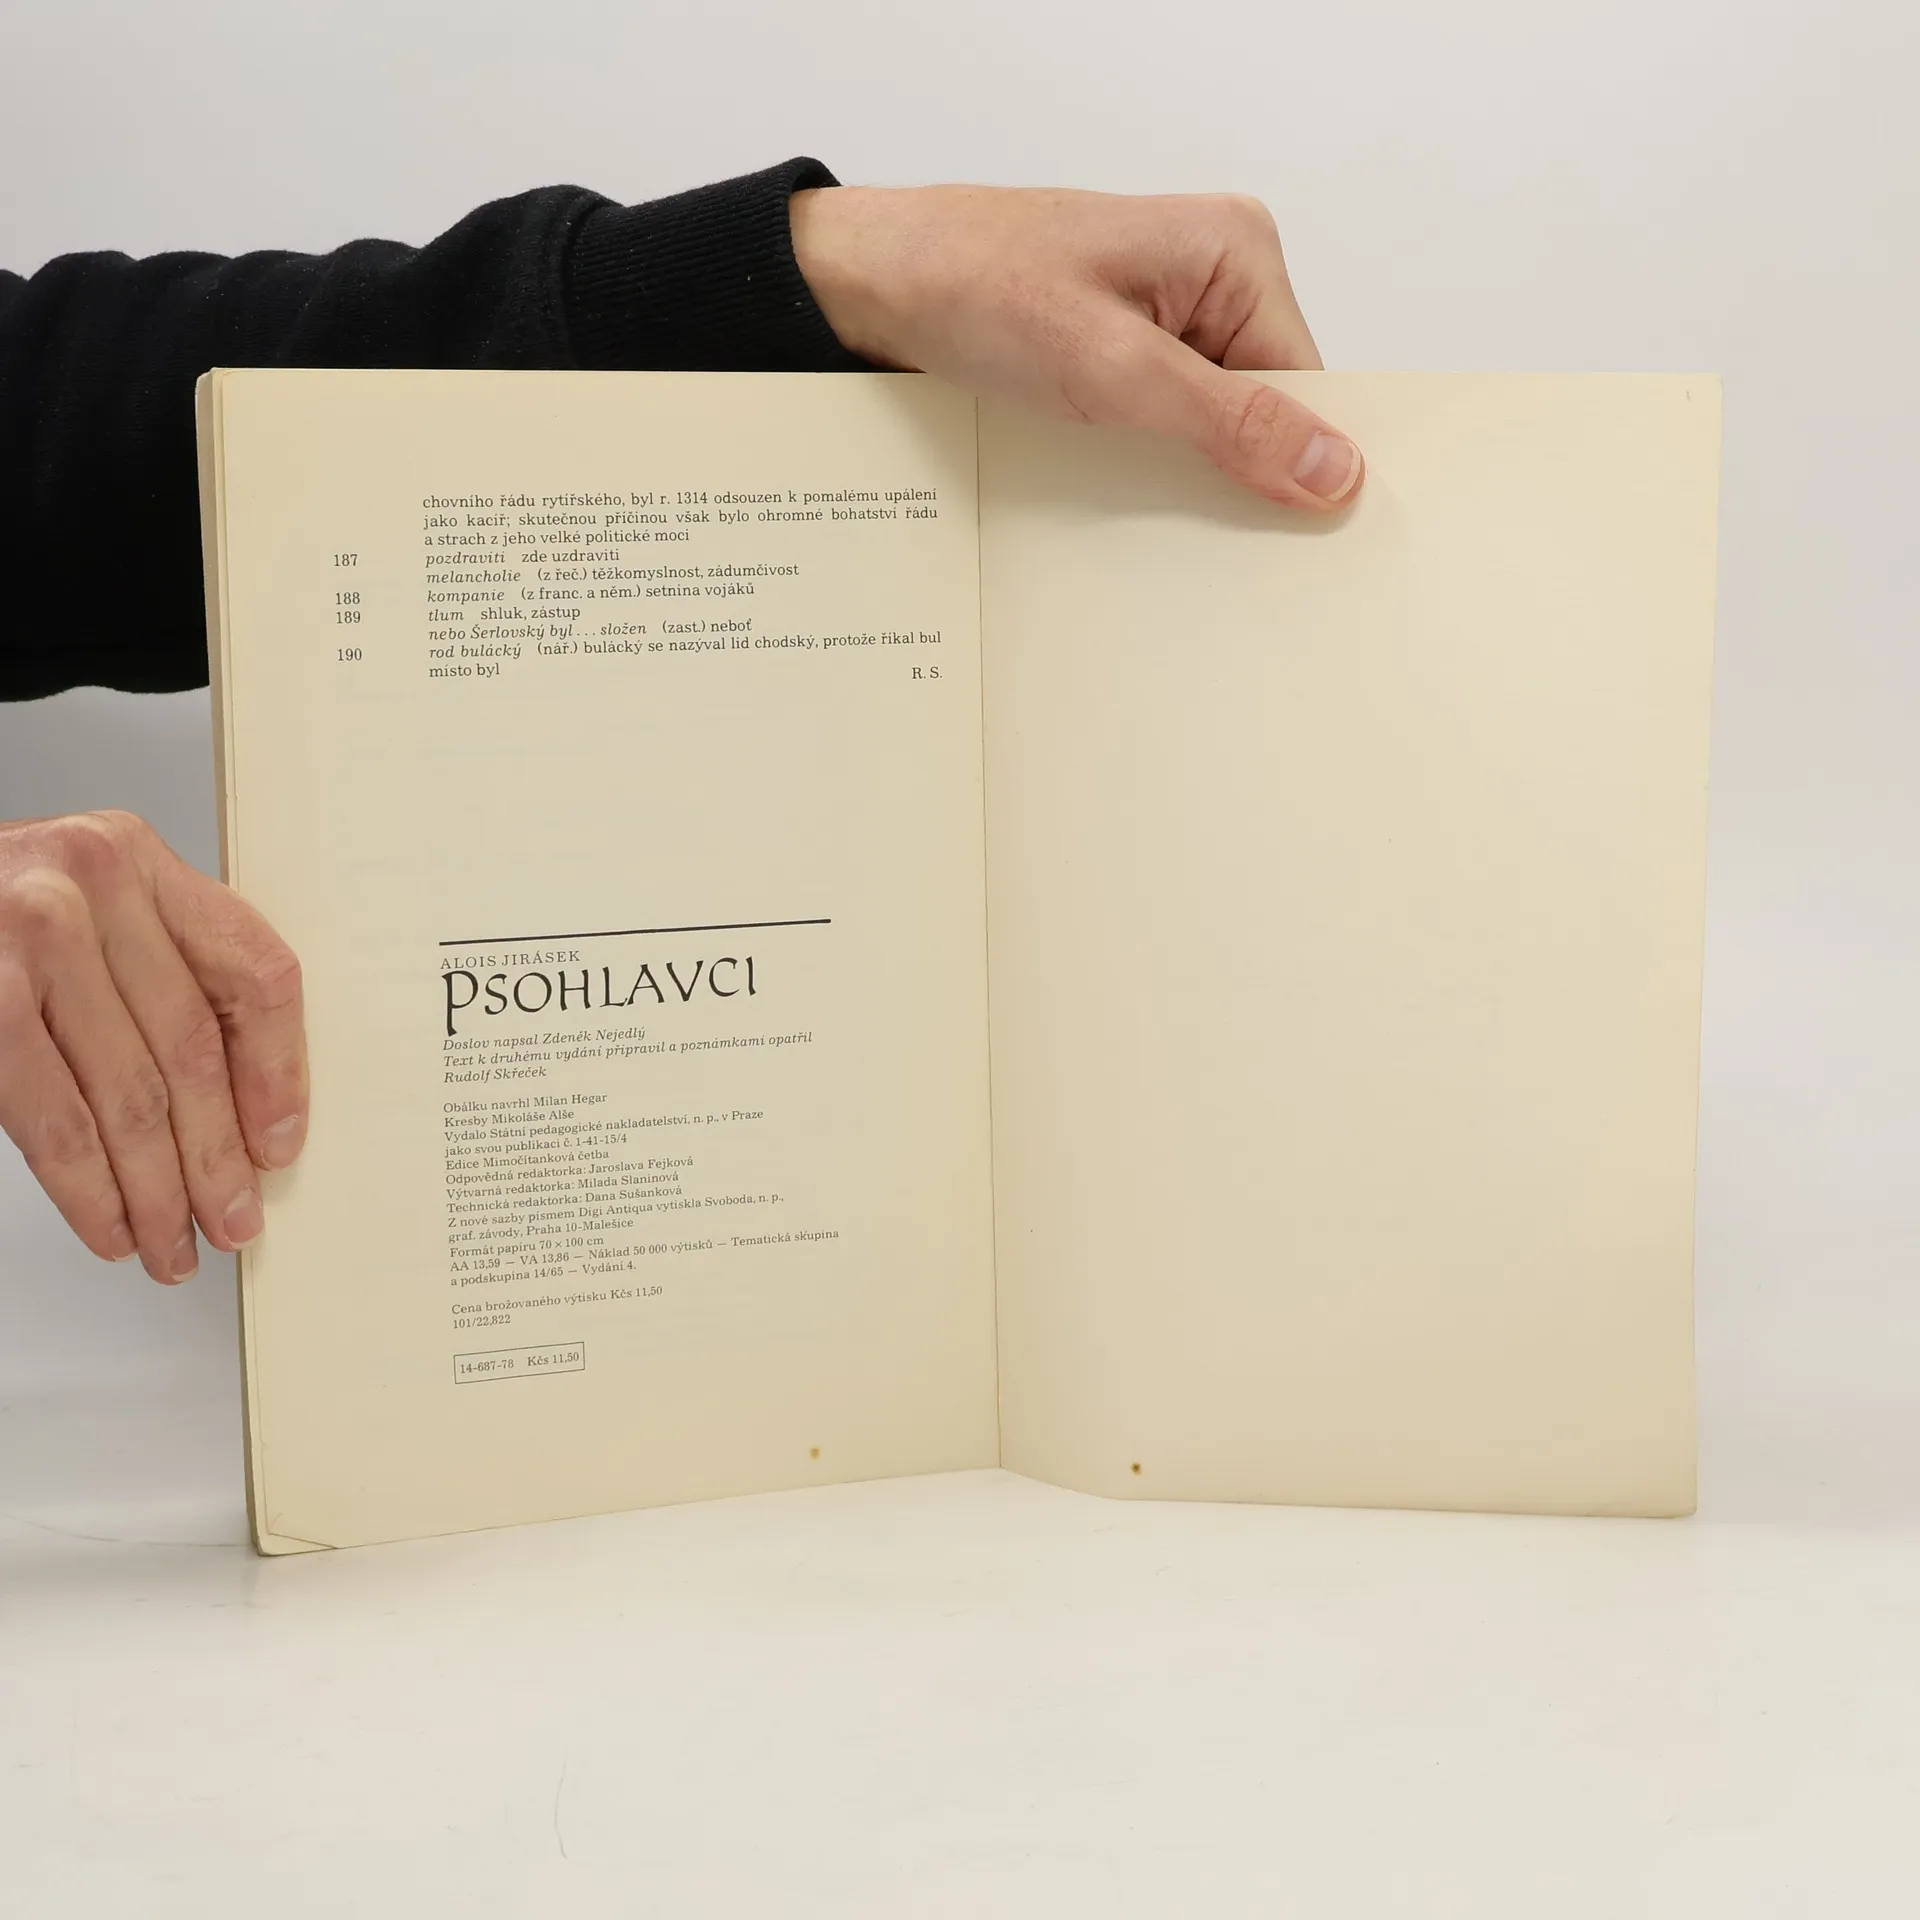 chovního řádu rytířského, byl r. 1314 odsouzen k pomalému upálení
jako kacíř; skutečnou příčinou však bylo ohromné bohatství řádu
a strach z jeho velké politické moci
187 pozdraviti zde uzdraviti
melancholie (z řeč.) těžkomyslnost, zádumčivost
188 kompanie (z franc. a něm.) setnina vojáků
189 tlum shluk, zástup
nebo Šerlovský byl ... složen (zast.) neboť
190 rod bulácký (nář.) bulácký se nazýval lid chodský, protože říkal bul
místo byl
R. S.
ALOIS JIRÁSEK
PSOHLAVCI
Doslov napsal Zdeněk Nejedlý
Text k druhému vydání připravil a poznámkami opatřil
Rudolf Skřeček
Obálku navrhl Milan Hegar
Kresby Mikoláše Alše
Vydalo Státní pedagogické nakladatelství, n. p., v Praze
jako svou publikaci č. 1-41-15/4
Edice Mimočítanková četba
Odpovědná redaktorka: Jaroslava Fejková
Výtvarná redaktorka: Milada Slaninová
Technická redaktorka: Dana Sušanková
Z nové sazby písmem Digi Antiqua vytiskla Svoboda, n. p.,
graf. závody, Praha 10-Malešice
Formát papíru 70 × 100 cm
AA 13,59 — VA 13,86 — Náklad 50 000 výtisků — Tematická skupina
a podskupina 14/65 — Vydání 4.
Cena brožovaného výtisku Kčs 11,50
101/22,822
14-687-78 Kčs 11,50